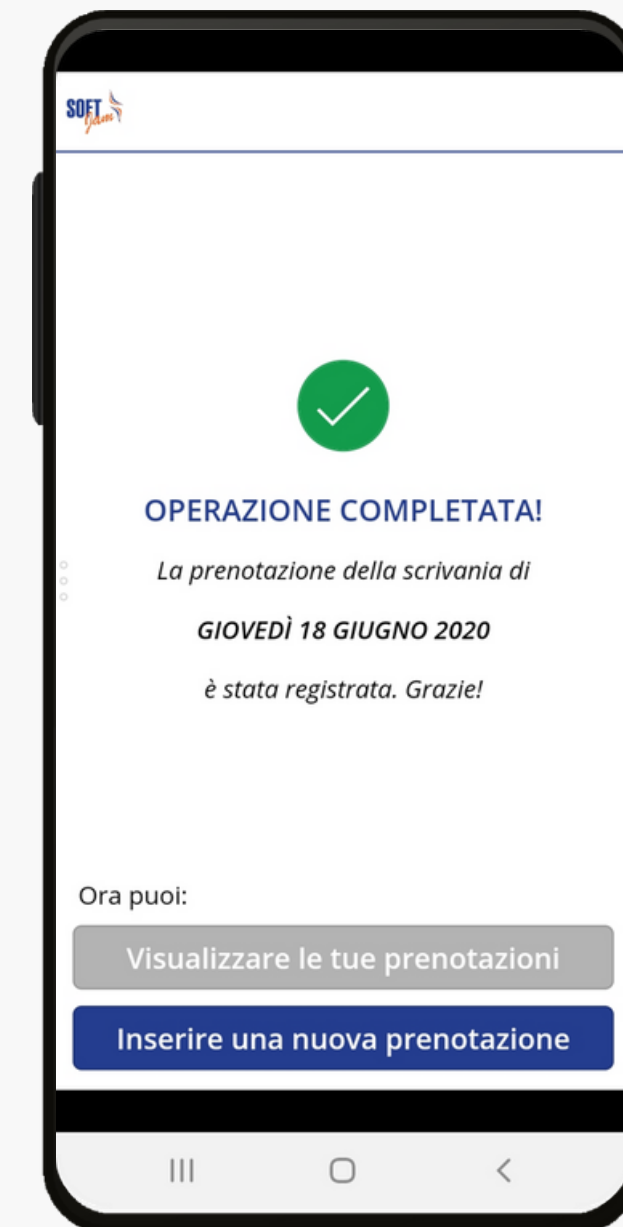 SOFT
Jam
OPERAZIONE COMPLETATA!
La prenotazione della scrivania di
GIOVEDÌ 18 GIUGNO 2020
è stata registrata. Grazie!
Ora puoi:
Visualizzare le tue prenotazioni
Inserire una nuova prenotazione